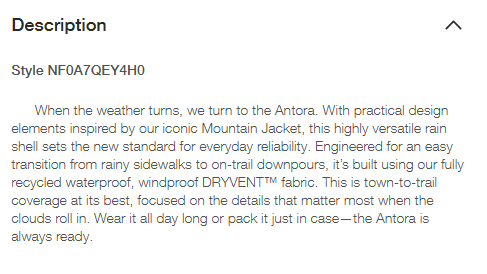 Description
Style NF0A7QEY4H0
When the weather turns, we turn to the Antora. With practical design
elements inspired by our iconic Mountain Jacket, this highly versatile rain
shell sets the new standard for everyday reliability. Engineered for an easy
transition from rainy sidewalks to on-trail downpours, it’s built using our fully
recycled waterproof, windproof DRYVENT™ fabric. This is town-to-trail
coverage at its best, focused on the details that matter most when the
clouds roll in. Wear it all day long or pack it just in case—the Antora is
always ready.